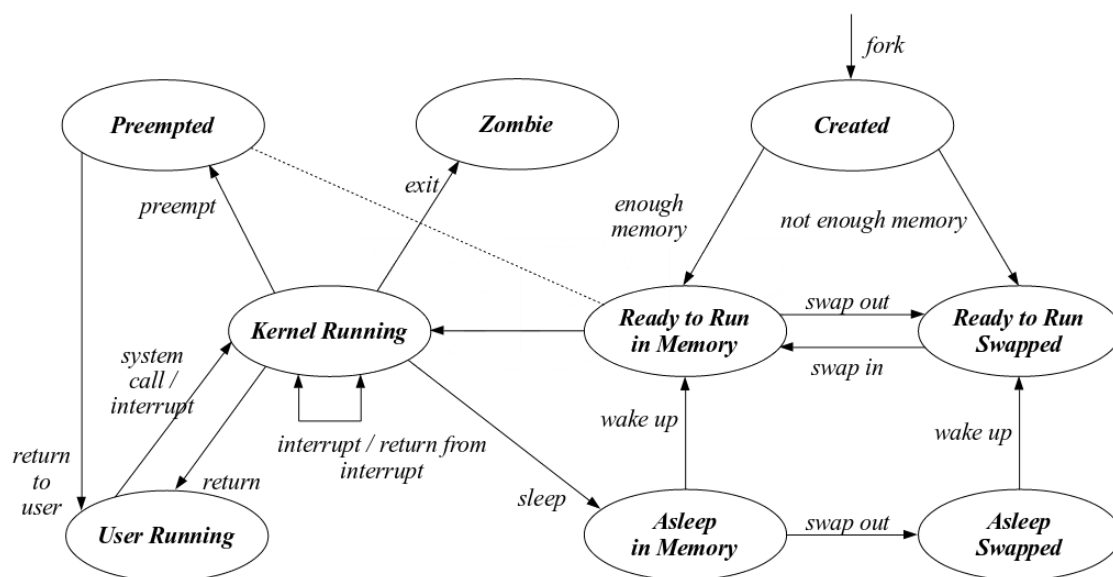 fork
Preempted
Zombie
Created
preempt
exit
enough
memory
not enough memory
Kernel Running
Ready to Run
in Memory
swap out
swap in
Ready to Run
Swapped
system
call /
interrupt
interrupt / return from
interrupt
wake up
wake up
return
to
user
return
sleep
User Running
Asleep
in Memory
swap out
Asleep
Swapped